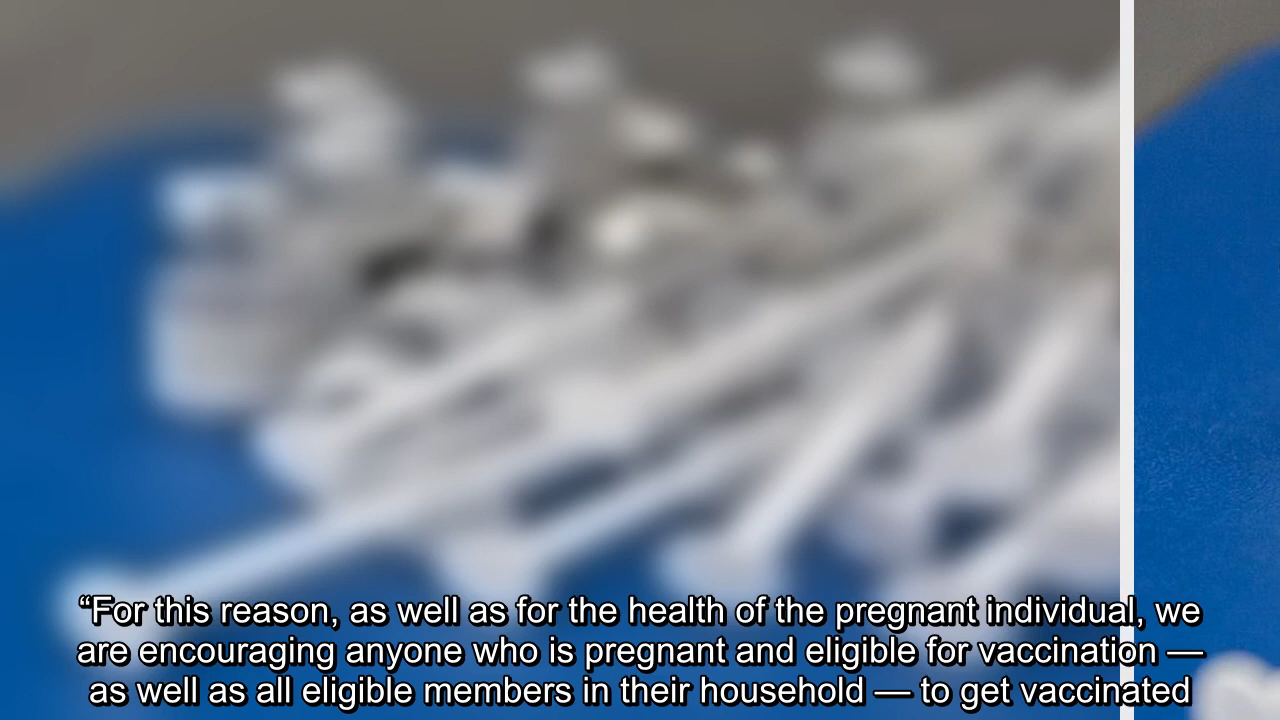 “For this reason, as well as for the health of the pregnant individual, we
are encouraging anyone who is pregnant and eligible for vaccination —
as well as all eligible members in their household — to get vaccinated